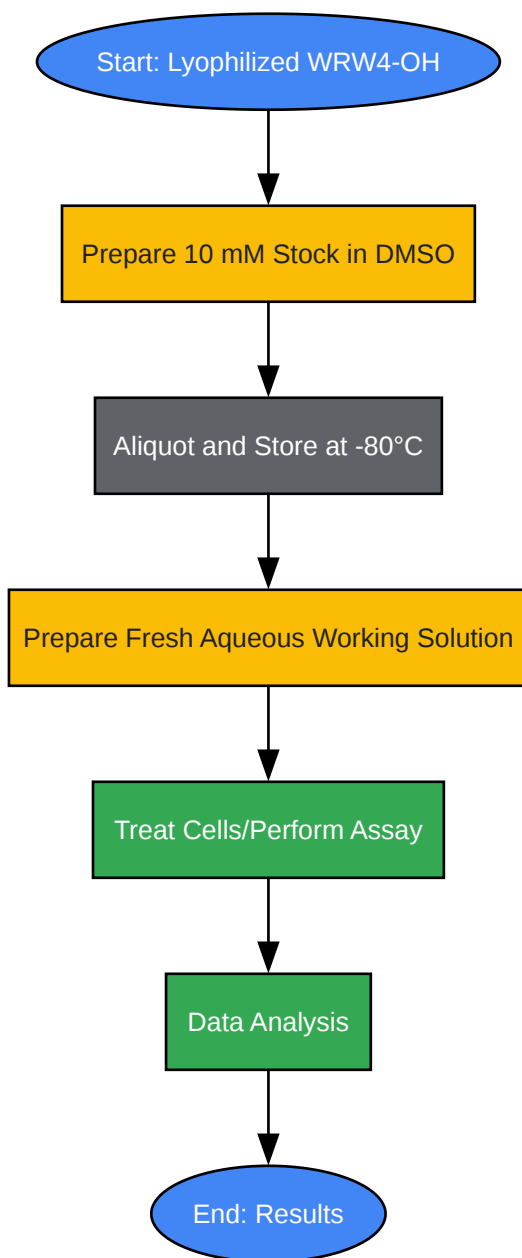 Start: Lyophilized WRW4-OH
Prepare 10 mM Stock in DMSO
Aliquot and Store at -80°C
Prepare Fresh Aqueous Working Solution
Treat Cells/Perform Assay
Data Analysis
End: Results